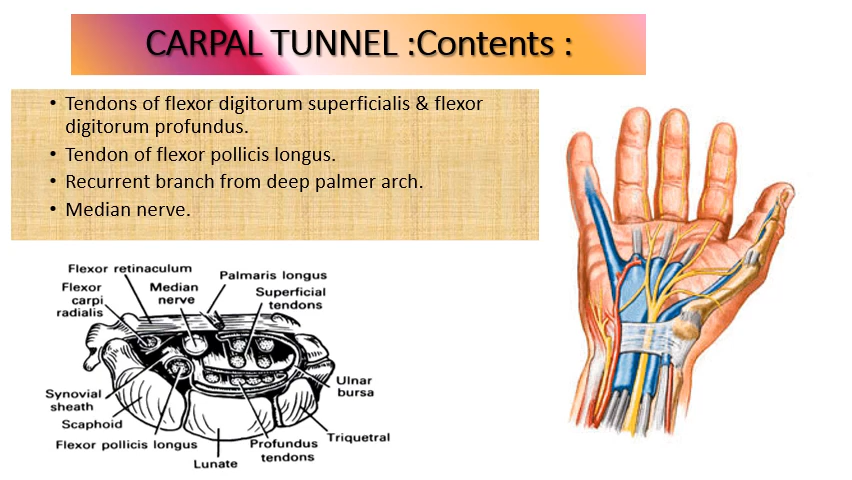 CARPAL TUNNEL :Contents :
• Tendons of flexor digitorum superficialis & flexor
digitorum profundus.
• Tendon of flexor pollicis longus.
• Recurrent branch from deep palmer arch.
• Median nerve.
Flexor retinaculum
Palmaris longus
Flexor
carpi
radialis
Median
nerve
Superficial
tendons
Synovial
sheath
Scaphoid
Flexor pollicis longus
Lunate
Profundus
tendons
Triquetral
Ulnar
bursa